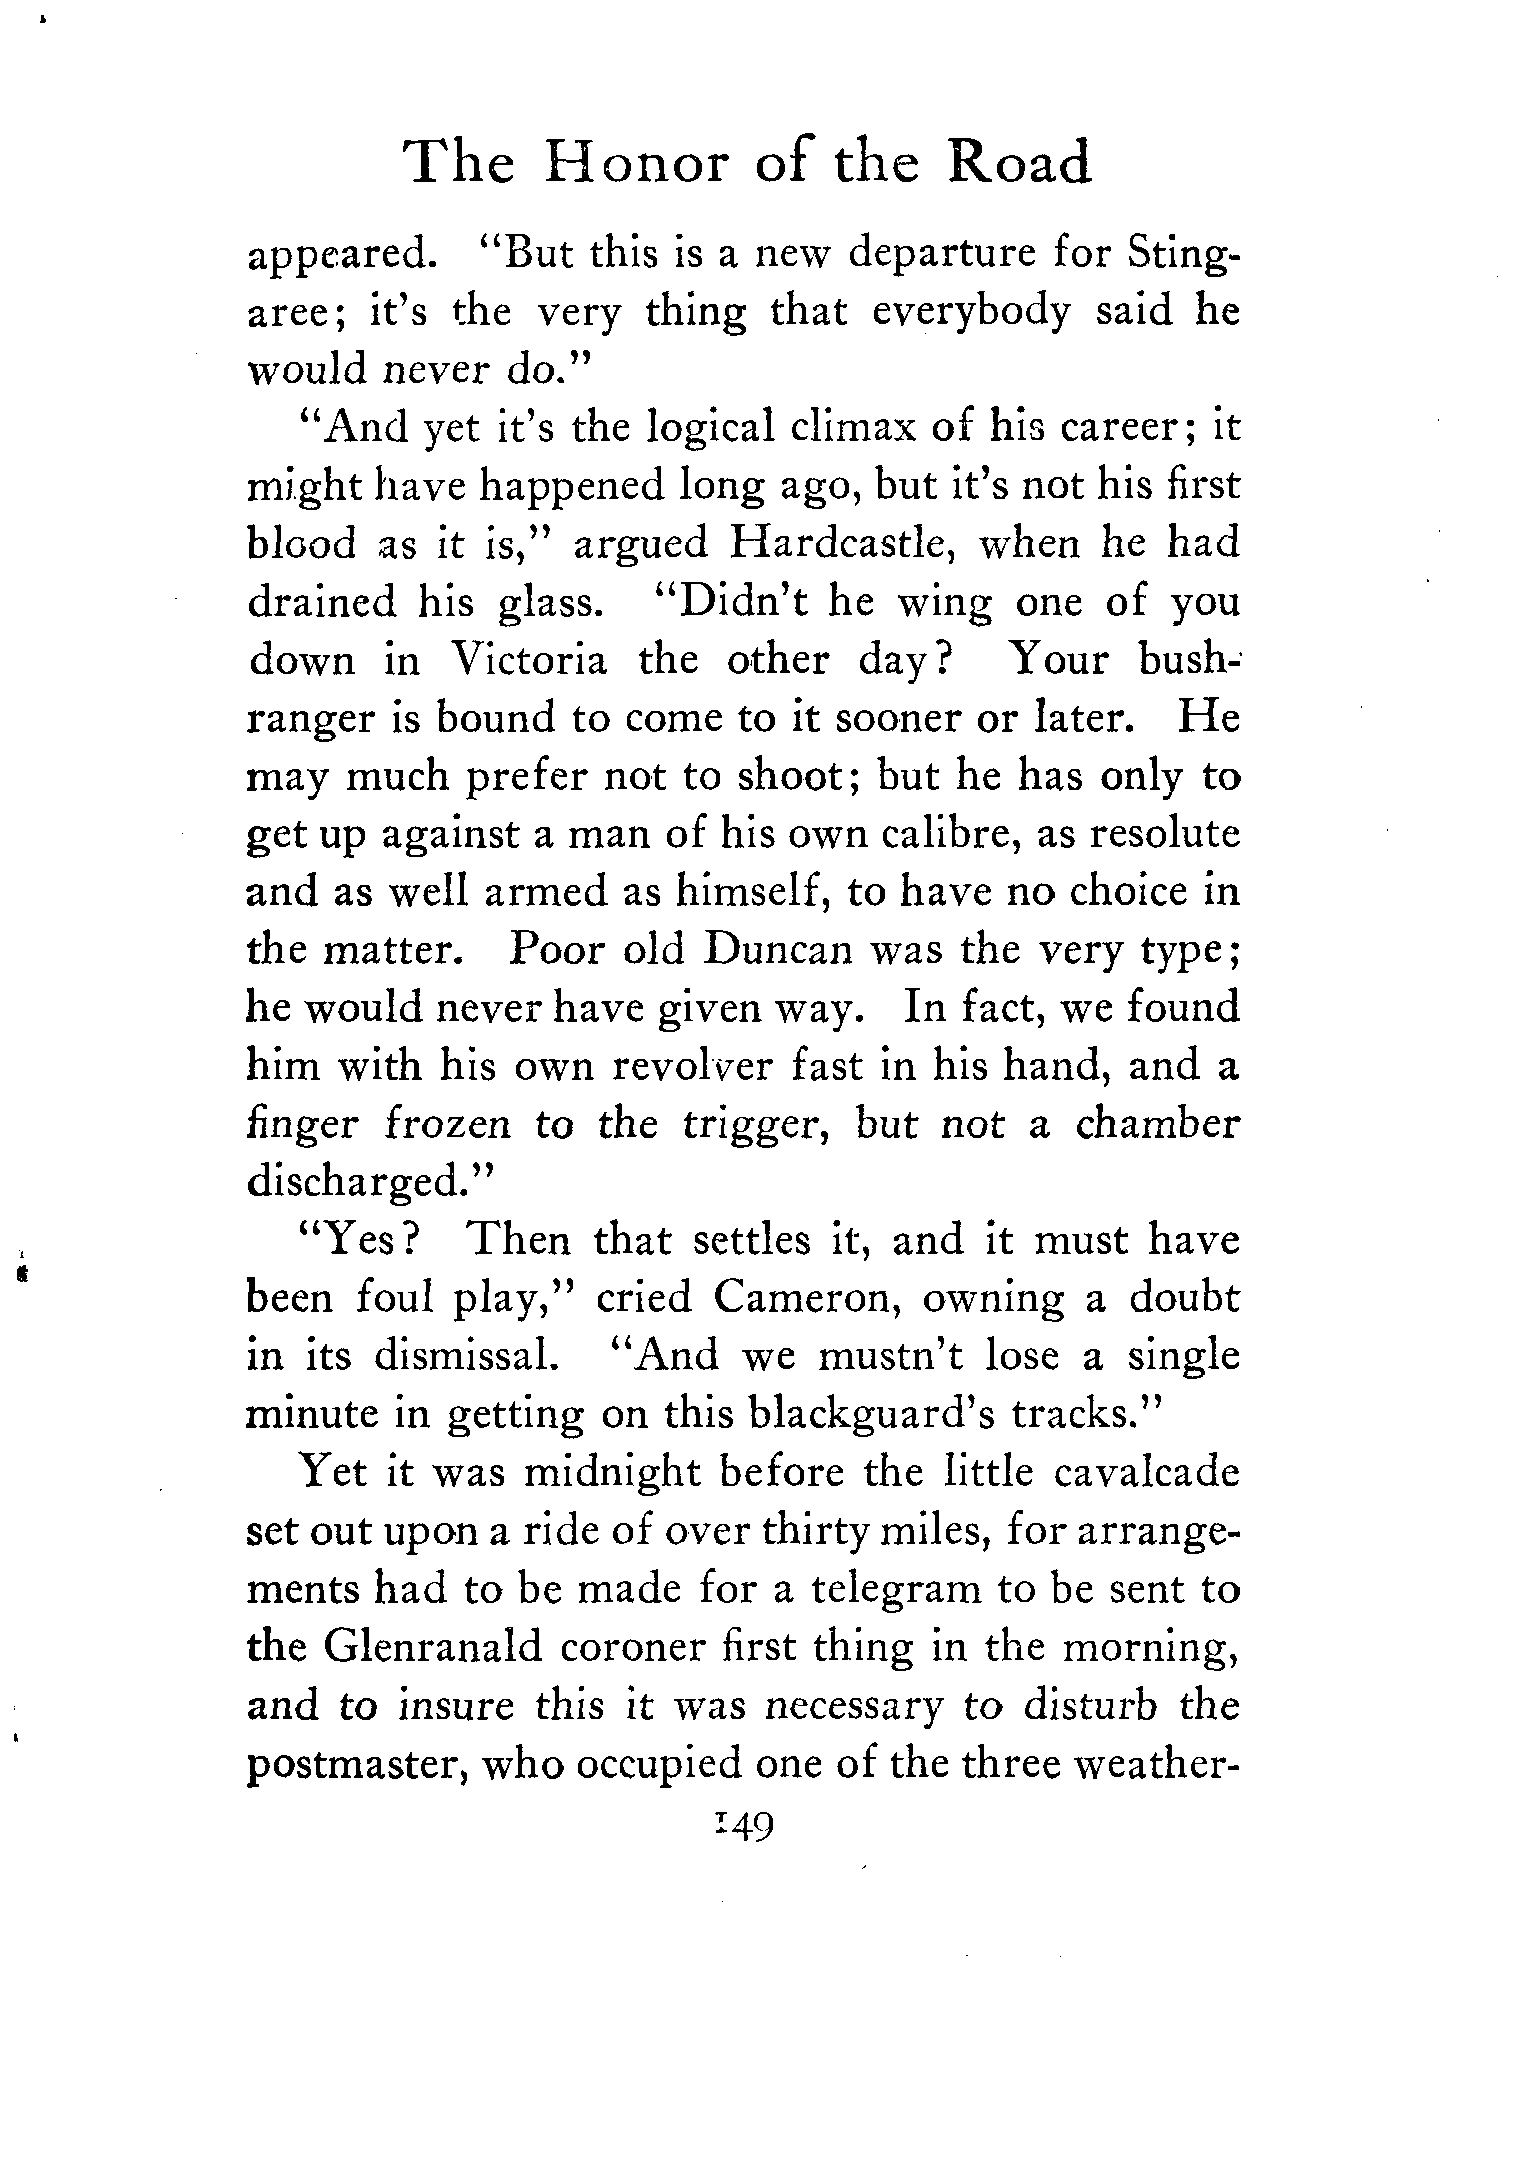 The Honor of the Road
appeared. "But this is a new departure for Sting-
aree; it's the very thing that everybody said he
would never do."
"And yet it's the logical climax of his career; it
might have happened long ago, but it's not his first
blood as it is," argued Hardcastle, when he had
drained his glass. "Didn't he wing one of you
down in Victoria the other day? Your bush-
ranger is bound to come to it sooner or later. He
may much prefer not to shoot; but he has only to
get up against a man of his own calibre, as resolute
and as well armed as himself, to have no choice in
the matter. Poor old Duncan was the very type;
he would never have given way. In fact, we found
him with his own revolver fast in his hand, and a
finger frozen to the trigger, but not a chamber
discharged."
"Yes? Then that settles it, and it must have
been foul play," cried Cameron, owning a doubt
in its dismissal. "And we mustn't lose a single
minute in getting on this blackguard's tracks."
Yet it was midnight before the little cavalcade
set out upon a ride of over thirty miles, for arrange-
ments had to be made for a telegram to be sent to
the Glenranald coroner first thing in the morning,
and to insure this it was necessary to disturb the
postmaster, who occupied one of the three weather-
149